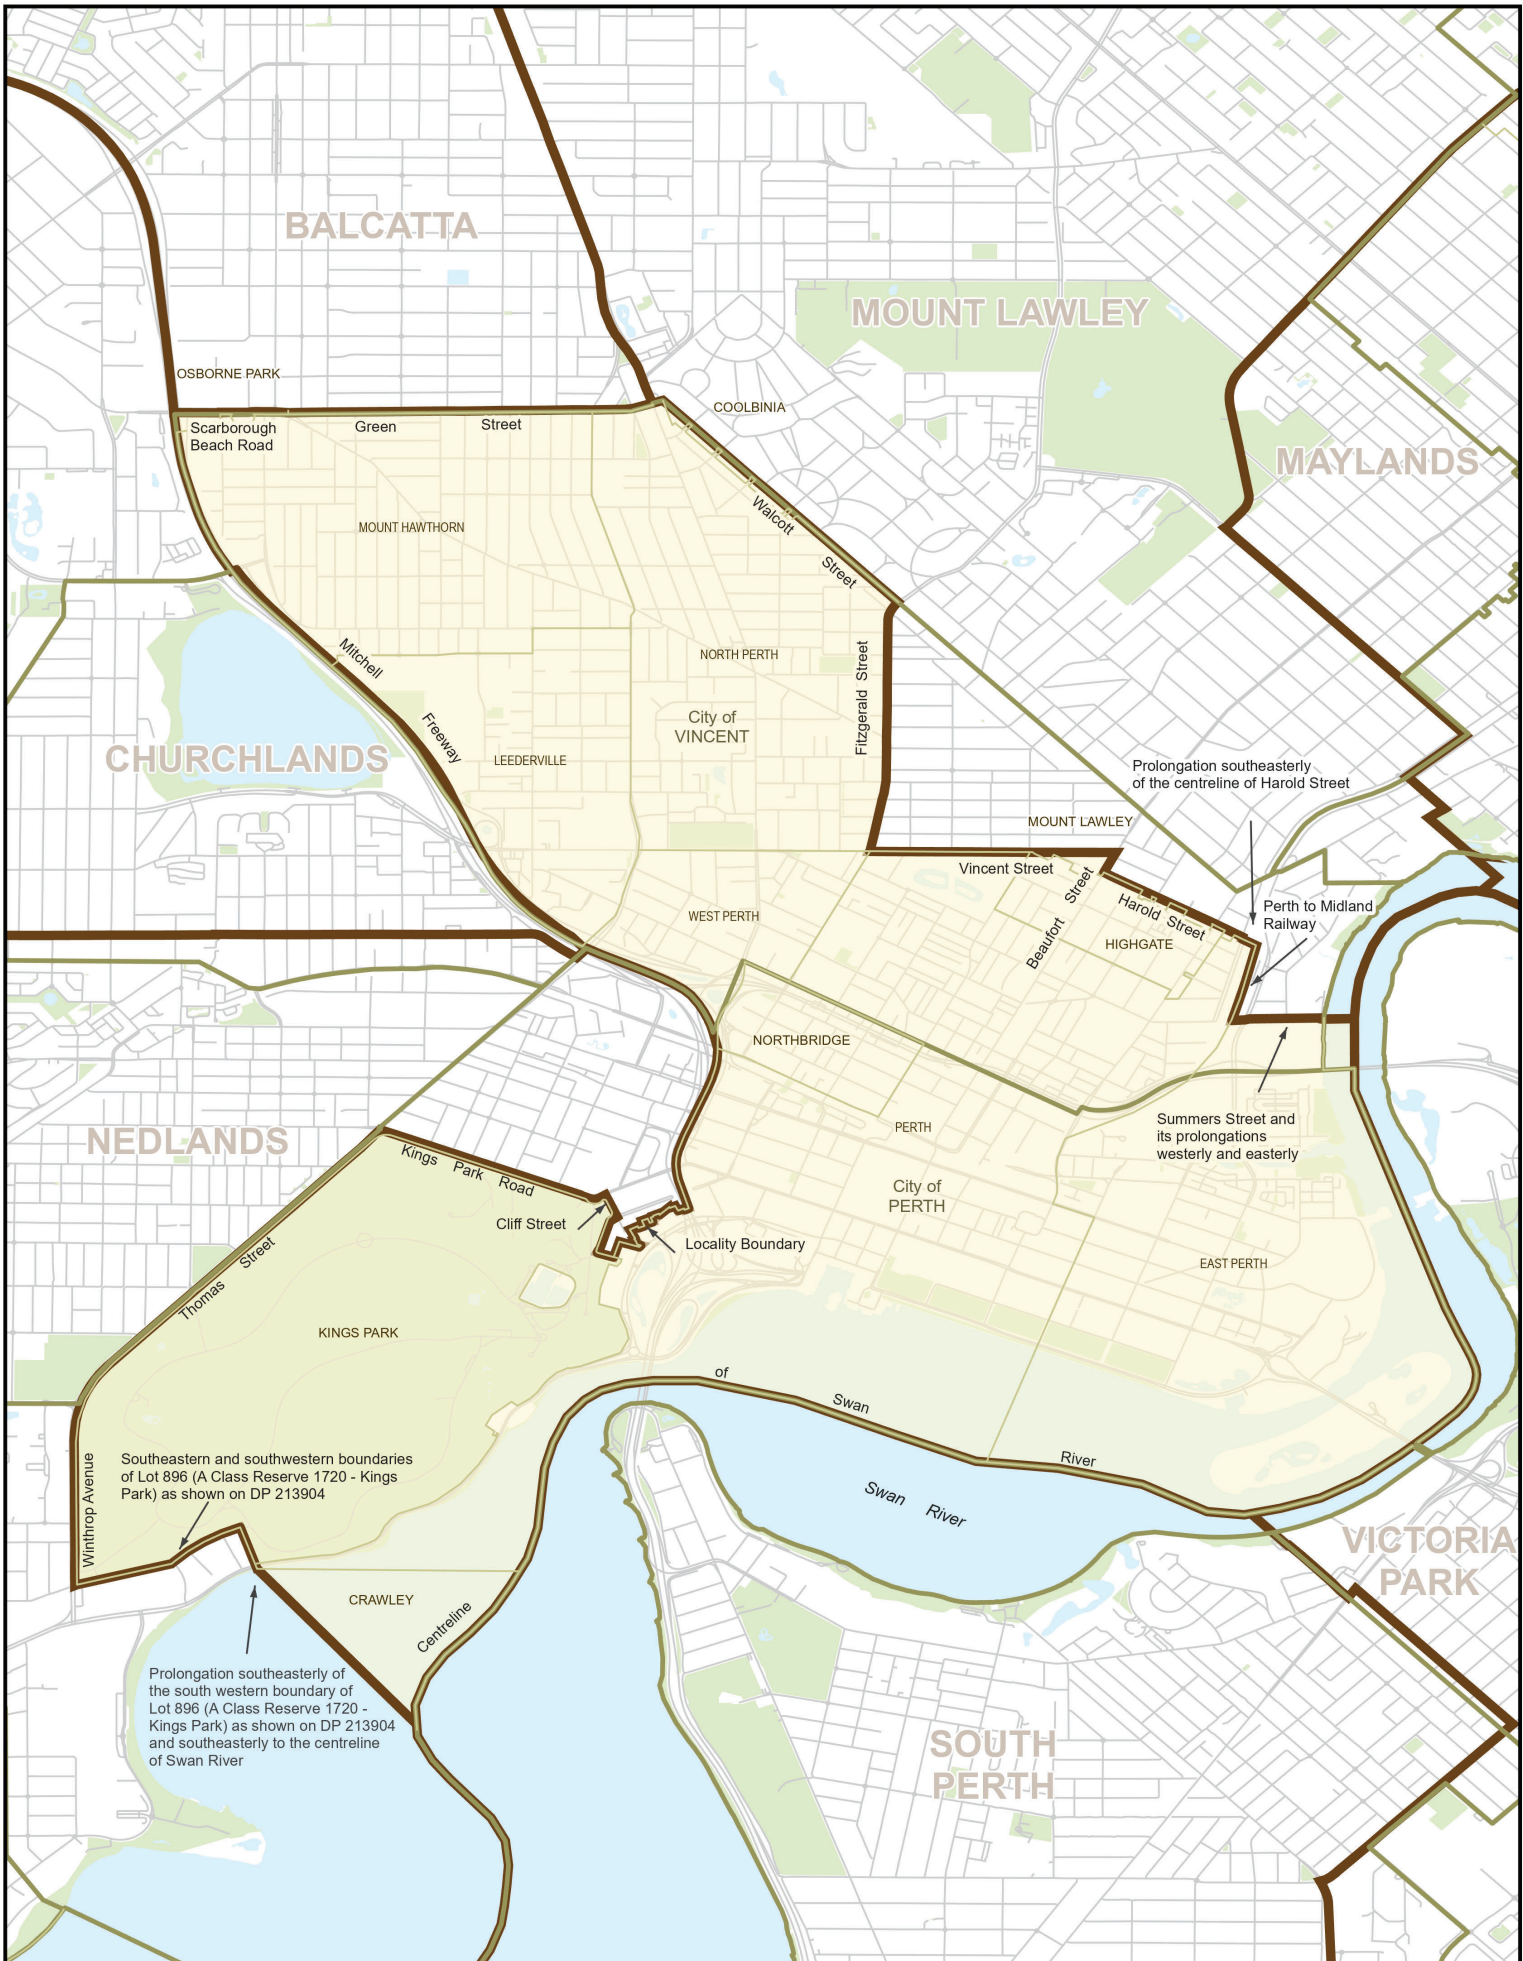 BALCATTA
MOUNT LAWLEY
OSBORNE PARK
COOLBINIA
Scarborough
Beach Road
Green Street
MAYLANDS
MOUNT HAWTHORN
Walcott Street
Mitchell Freeway
NORTH PERTH
Fitzgerald Street
City of
VINCENT
CHURCHLANDS
LEEDERVILLE
Prolongation southeasterly
of the centreline of Harold Street
MOUNT LAWLEY
Vincent Street
Beaufort Street
Harold Street
Perth to Midland
Railway
WEST PERTH
HIGHGATE
NORTHBRIDGE
NEDLANDS
PERTH
Summers Street and
its prolongations
westerly and easterly
Kings Park Road
City of
PERTH
Cliff Street
Locality Boundary
Thomas Street
EAST PERTH
KINGS PARK
Centreline of Swan River
Winthrop Avenue
Southeastern and southwestern boundaries
of Lot 896 (A Class Reserve 1720 - Kings
Park) as shown on DP 213904
Swan River
VICTORIA
PARK
CRAWLEY
Prolongation southeasterly of
the south western boundary of
Lot 896 (A Class Reserve 1720 -
Kings Park) as shown on DP 213904
and southeasterly to the centreline
of Swan River
SOUTH
PERTH